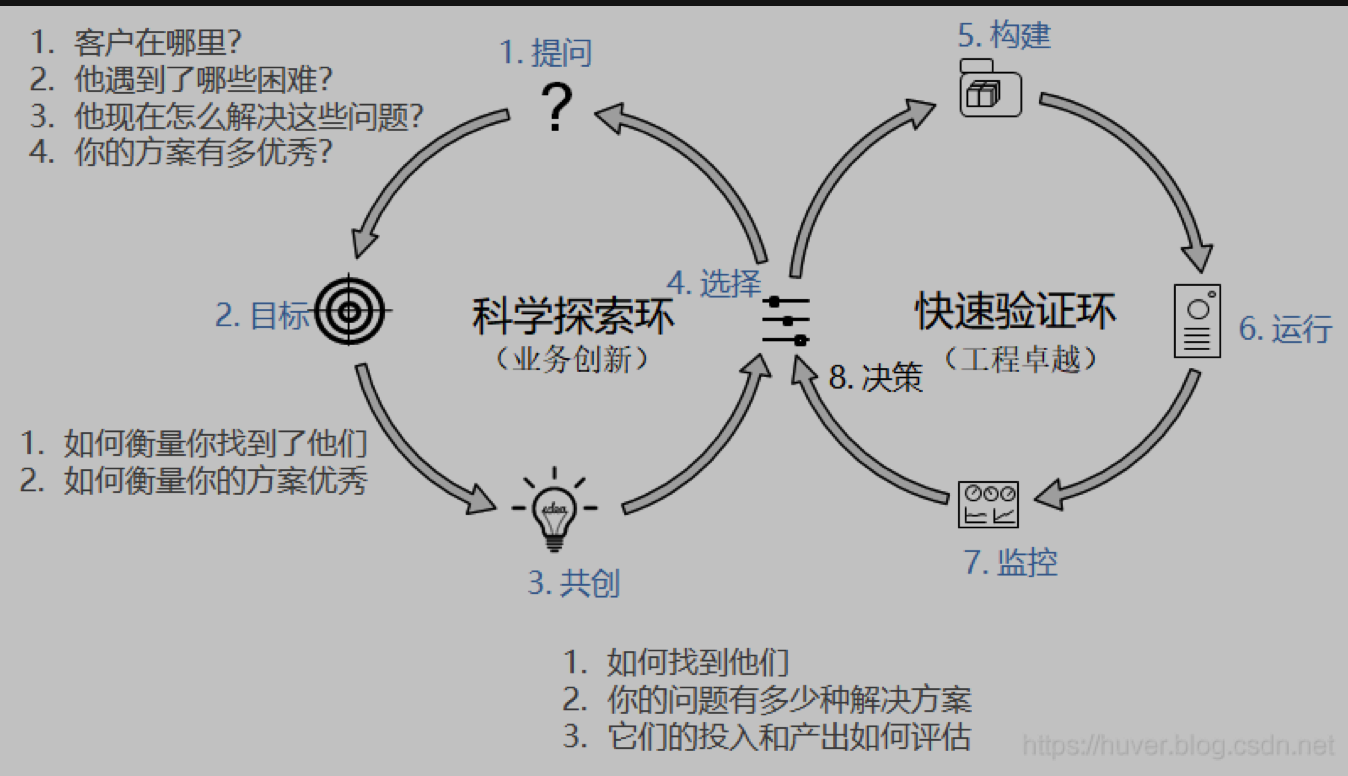 1. 客户在哪里?
2. 他遇到了哪些困难?
3. 他现在怎么解决这些问题?
4. 你的方案有多优秀?
1. 提问
5. 构建
2. 目标
科学探索环
（业务创新）
4. 选择
快速验证环
（工程卓越）
6. 运行
8. 决策
1. 如何衡量你找到了他们
2. 如何衡量你的方案优秀
idea
3. 共创
7. 监控
1. 如何找到他们
2. 你的问题有多少种解决方案
3. 它们的投入和产出如何评估
https://huver.blog.csdn.net